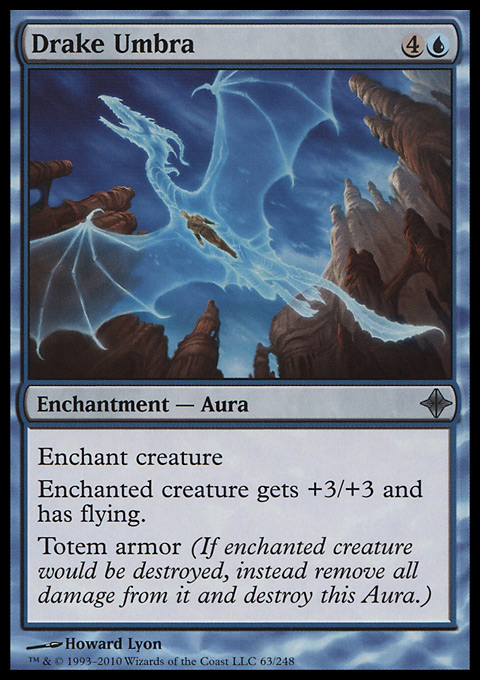 Drake Umbra 4
Enchantment — Aura
Enchant creature
Enchanted creature gets +3/+3 and
has flying.
Totem armor (If enchanted creature
would be destroyed, instead remove all
damage from it and destroy this Aura.)
Howard Lyon
™ & © 1993–2010 Wizards of the Coast LLC 63/248